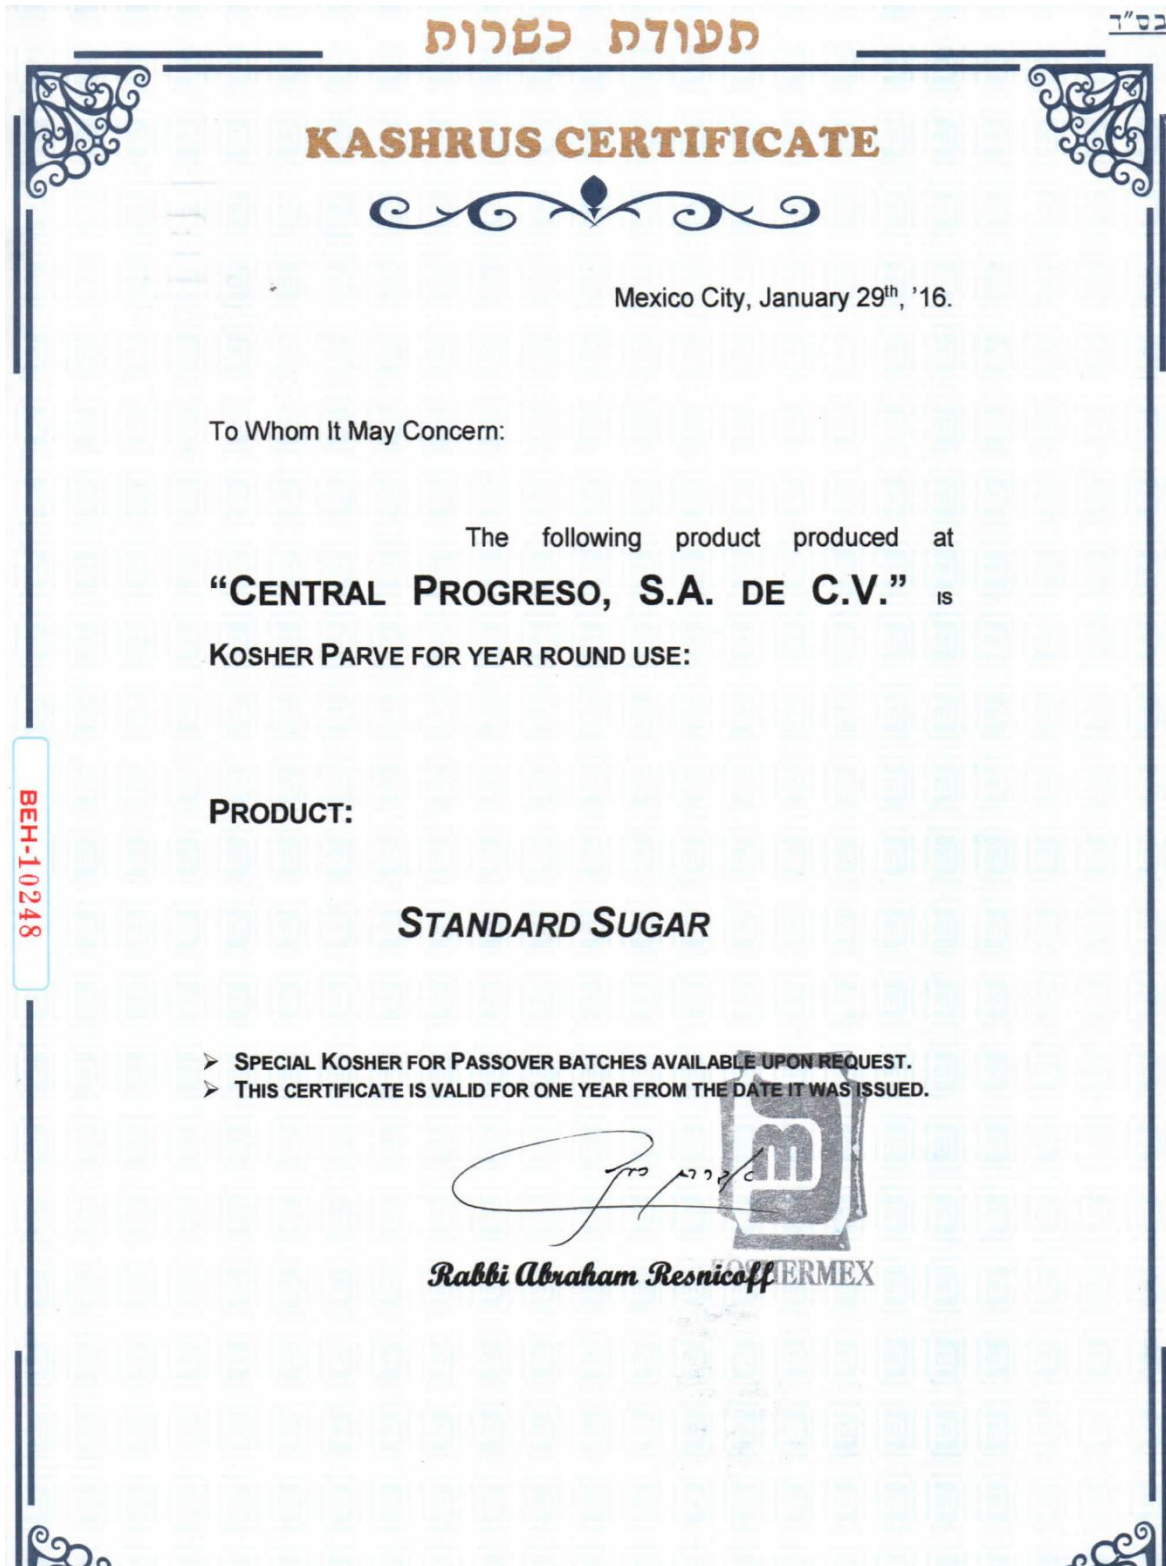 בס״ד
תעודת כשרות
KASHRUS CERTIFICATE
Mexico City, January 29th, '16.
To Whom It May Concern:
The following product produced at
“CENTRAL PROGRESO, S.A. DE C.V.” IS
KOSHER PARVE FOR YEAR ROUND USE:
PRODUCT:
STANDARD SUGAR
➢ SPECIAL KOSHER FOR PASSOVER BATCHES AVAILABLE UPON REQUEST.
➢ THIS CERTIFICATE IS VALID FOR ONE YEAR FROM THE DATE IT WAS ISSUED.
Rabbi Abraham Resnicoff
KOSHERMEX
BEH-10248